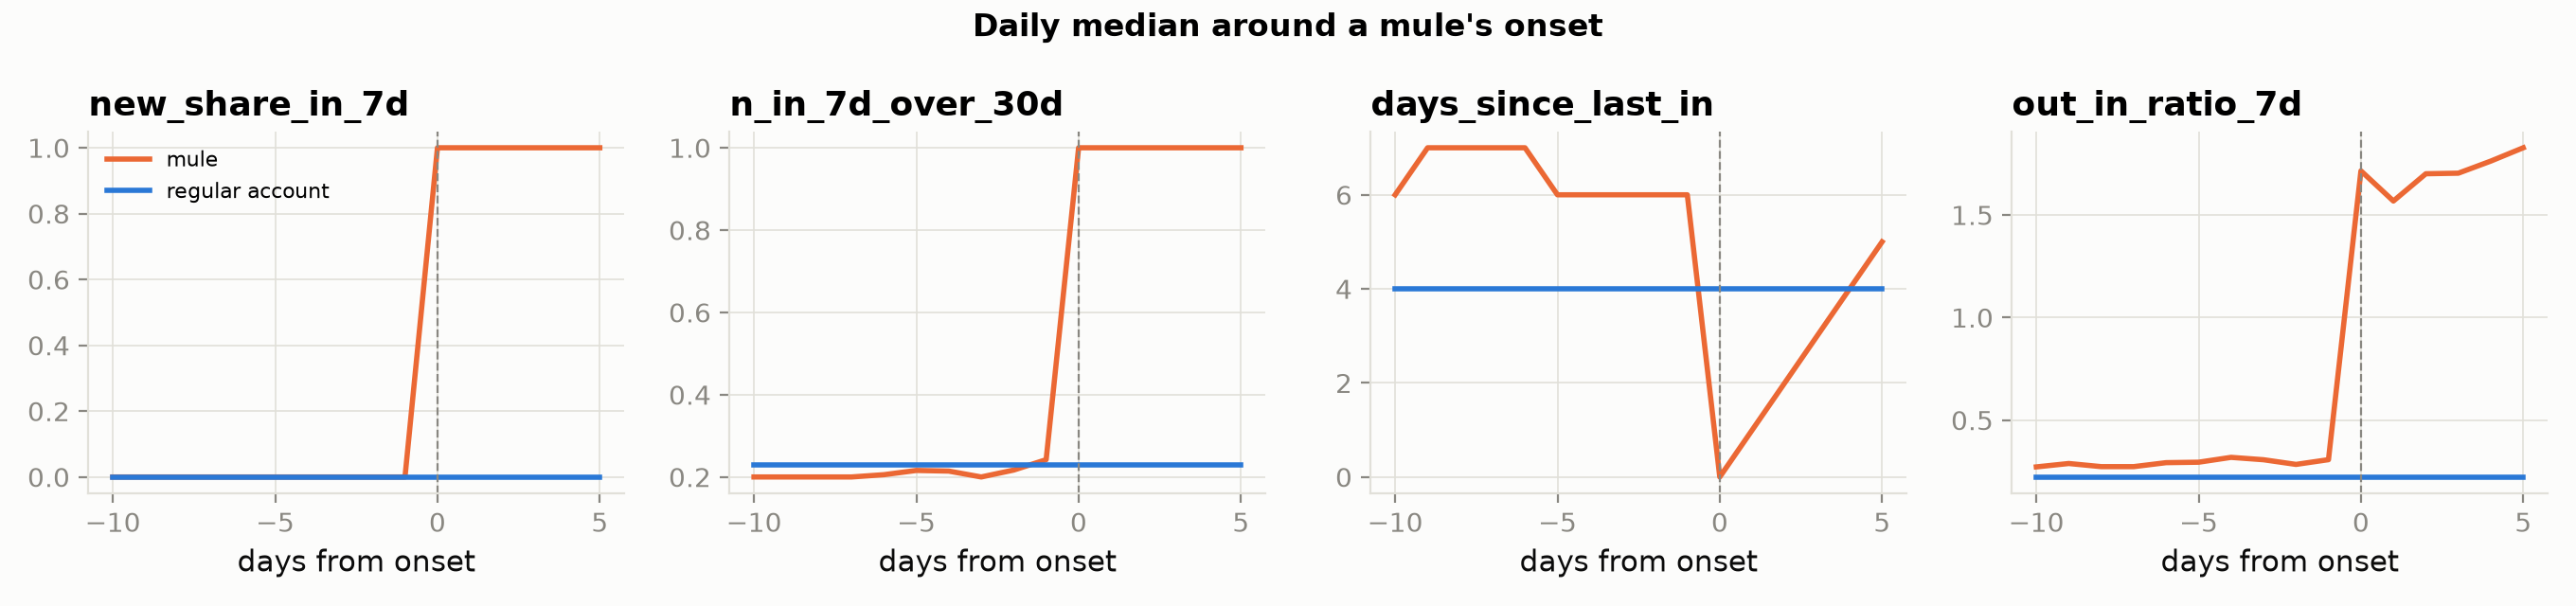 Daily median around a mule's onset
new_share_in_7d
1.0
0.8
0.6
0.4
0.2
0.0
mule
regular account
−10 −5 0 5
days from onset
n_in_7d_over_30d
1.0
0.8
0.6
0.4
0.2
−10 −5 0 5
days from onset
days_since_last_in
6
4
2
0
−10 −5 0 5
days from onset
out_in_ratio_7d
1.5
1.0
0.5
−10 −5 0 5
days from onset